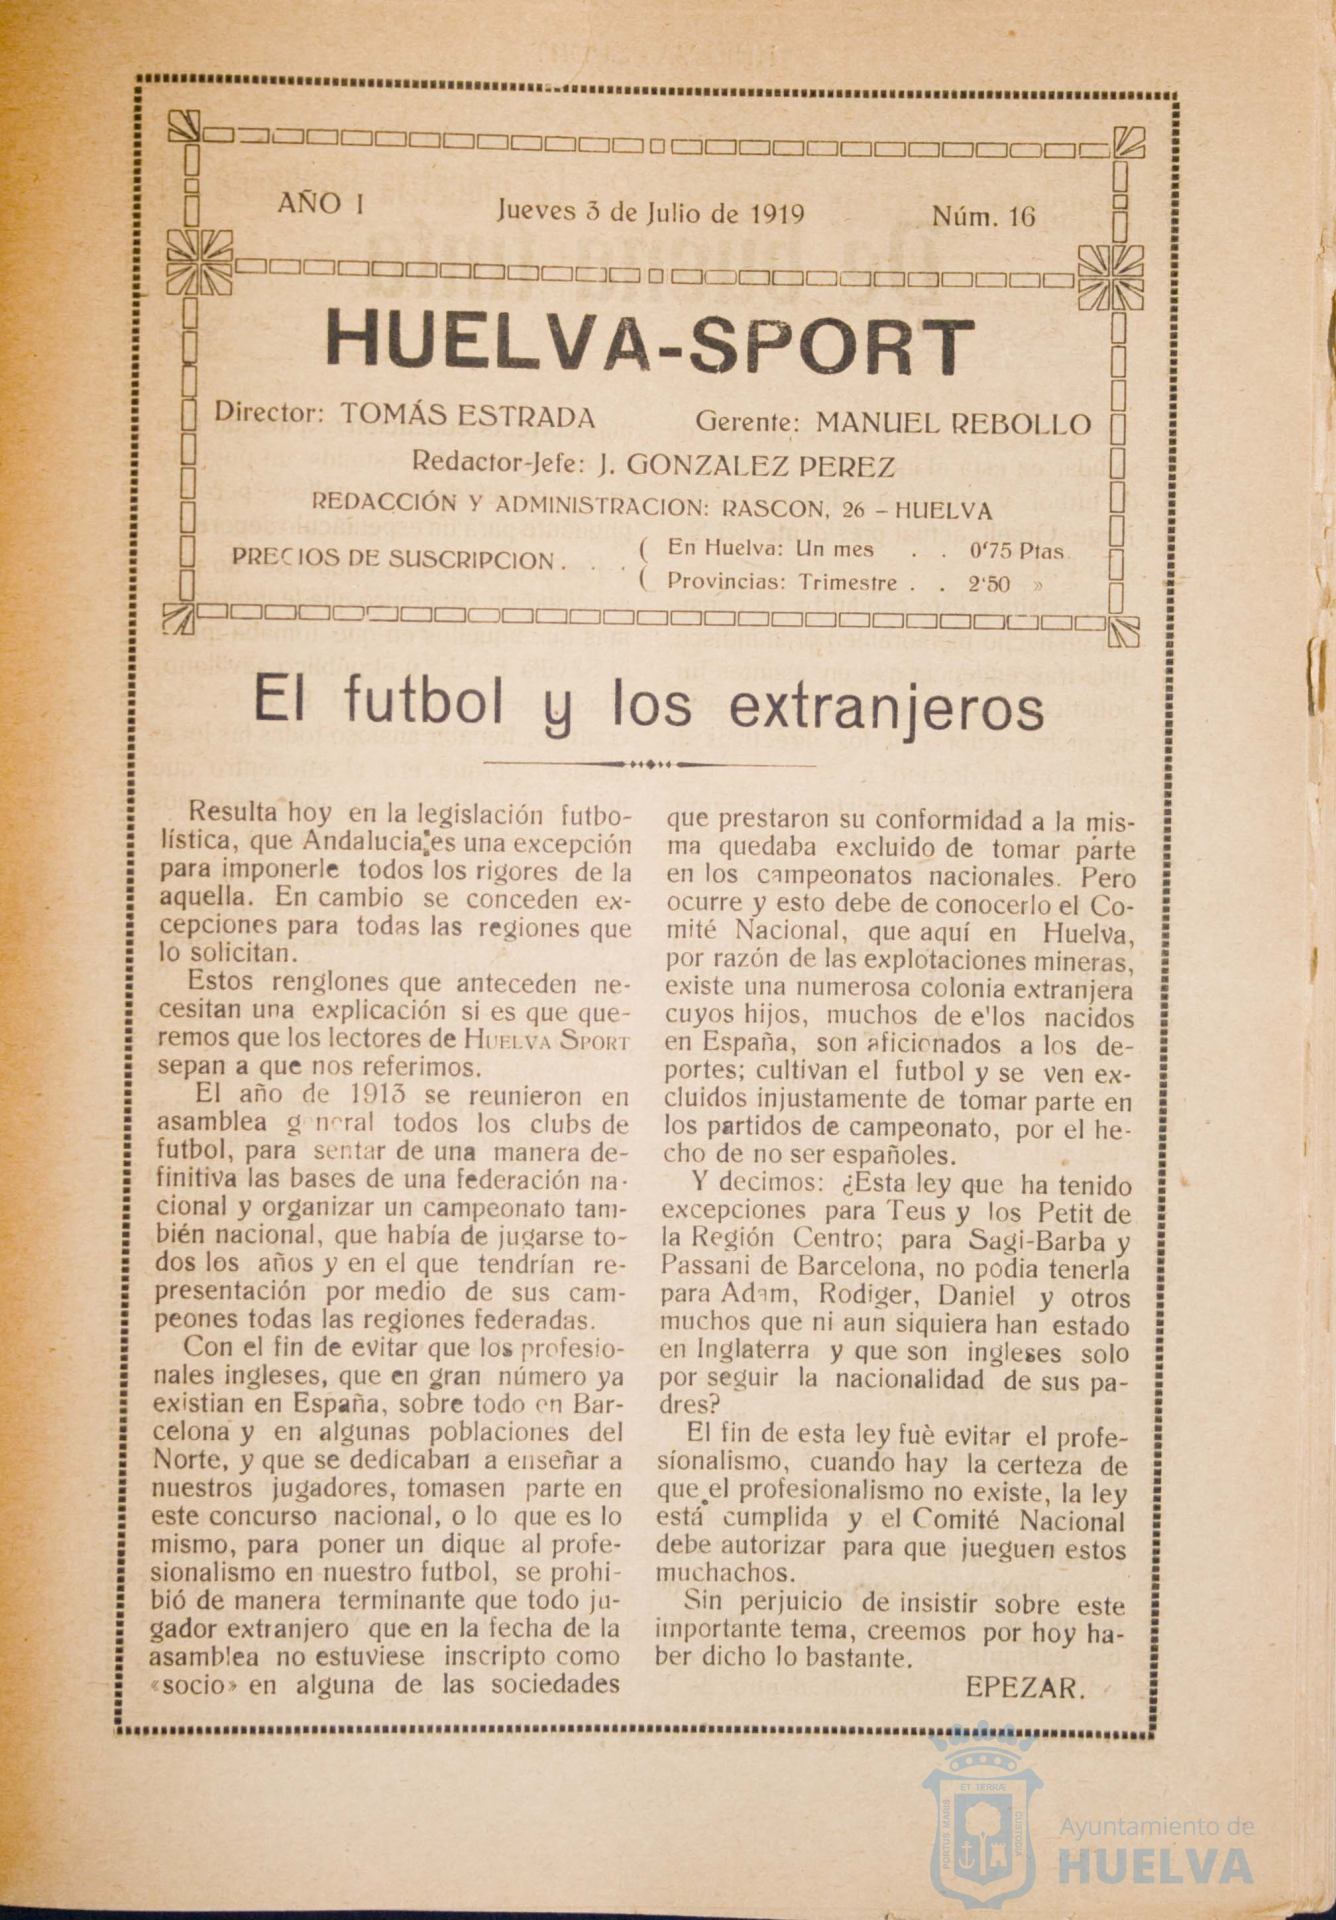 AÑO I
Jueves 3 de Julio de 1919
Núm. 16
HUELVA-SPORT
Director: TOMÁS ESTRADA
Gerente: MANUEL REBOLLO
Redactor-Jefe: J. GONZALEZ PEREZ
REDACCIÓN Y ADMINISTRACION: RASCON, 26 – HUELVA
PRECIOS DE SUSCRIPCION . . .
( En Huelva: Un mes . . 0'75 Ptas.
( Provincias: Trimestre . . 2'50 »
El futbol y los extranjeros
Resulta hoy en la legislación futbo-
lística, que Andalucia es una excepción
para imponerle todos los rigores de la
aquella. En cambio se conceden ex-
cepciones para todas las regiones que
lo solicitan.
Estos renglones que anteceden ne-
cesitan una explicación si es que que-
remos que los lectores de HUELVA SPORT
sepan a que nos referimos.
El año de 1913 se reunieron en
asamblea general todos los clubs de
futbol, para sentar de una manera de-
finitiva las bases de una federación na-
cional y organizar un campeonato tam-
bién nacional, que había de jugarse to-
dos los años y en el que tendrían re-
presentación por medio de sus cam-
peones todas las regiones federadas.
Con el fin de evitar que los profesio-
nales ingleses, que en gran número ya
existian en España, sobre todo en Bar-
celona y en algunas poblaciones del
Norte, y que se dedicaban a enseñar a
nuestros jugadores, tomasen parte en
este concurso nacional, o lo que es lo
mismo, para poner un dique al profe-
sionalismo en nuestro futbol, se prohi-
bió de manera terminante que todo ju-
gador extranjero que en la fecha de la
asamblea no estuviese inscripto como
«socio» en alguna de las sociedades
que prestaron su conformidad a la mis-
ma quedaba excluido de tomar parte
en los campeonatos nacionales. Pero
ocurre y esto debe de conocerlo el Co-
mité Nacional, que aquí en Huelva,
por razón de las explotaciones mineras,
existe una numerosa colonia extranjera
cuyos hijos, muchos de e'los nacidos
en España, son aficionados a los de-
portes; cultivan el futbol y se ven ex-
cluidos injustamente de tomar parte en
los partidos de campeonato, por el he-
cho de no ser españoles.
Y decimos: ¿Esta ley que ha tenido
excepciones para Teus y los Petit de
la Región Centro; para Sagi-Barba y
Passani de Barcelona, no podia tenerla
para Adam, Rodiger, Daniel y otros
muchos que ni aun siquiera han estado
en Inglaterra y que son ingleses solo
por seguir la nacionalidad de sus pa-
dres?
El fin de esta ley fuè evitar el profe-
síonalismo, cuando hay la certeza de
que el profesionalismo no existe, la ley
está cumplida y el Comité Nacional
debe autorizar para que jueguen estos
muchachos.
Sin perjuicio de insistir sobre este
importante tema, creemos por hoy ha-
ber dicho lo bastante.
EPEZAR.
ET TERRÆ
PORTUS MARIS
CUSTODIA
Ayuntamiento de
HUELVA